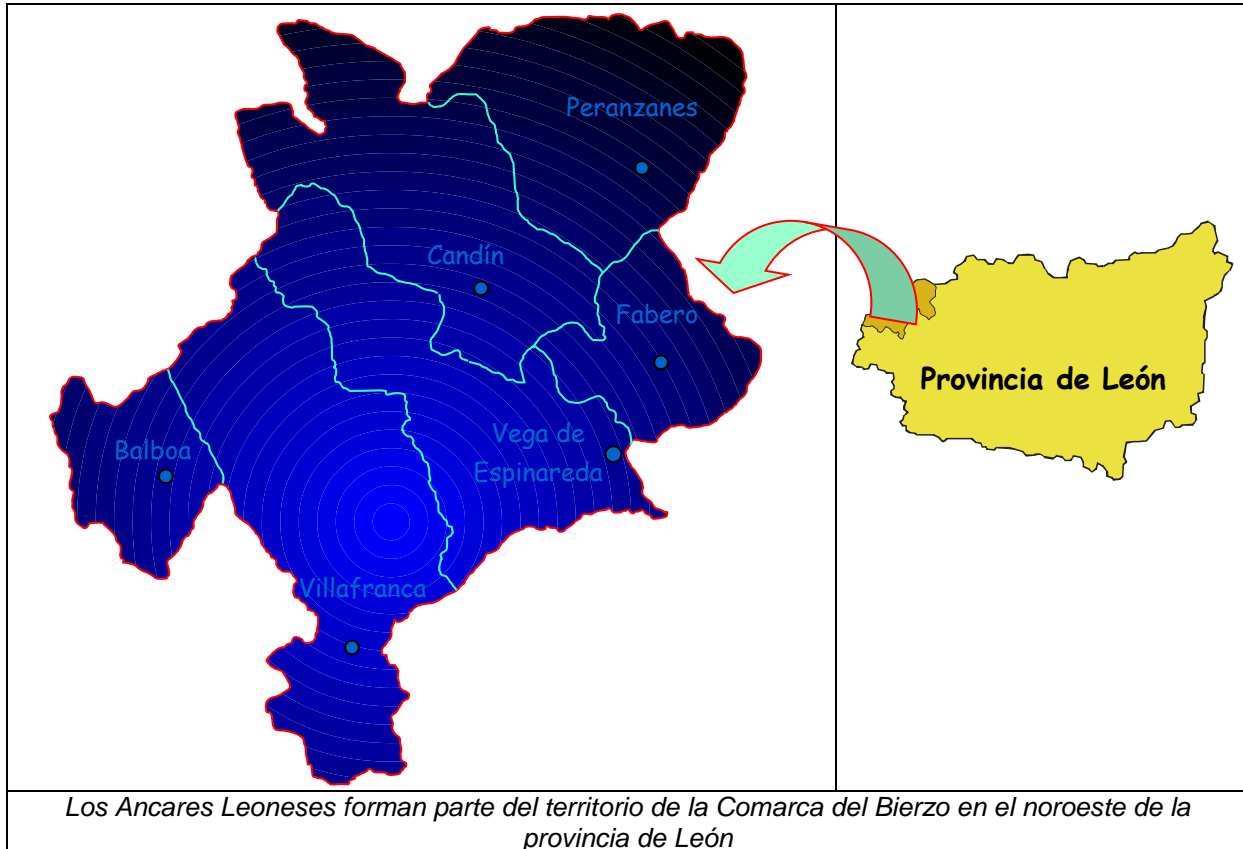 Peranzanes
Candín
Fabero
Vega de
Espinareda
Balboa
Villafranca
Provincia de León
Los Ancares Leoneses forman parte del territorio de la Comarca del Bierzo en el noroeste de la
provincia de León